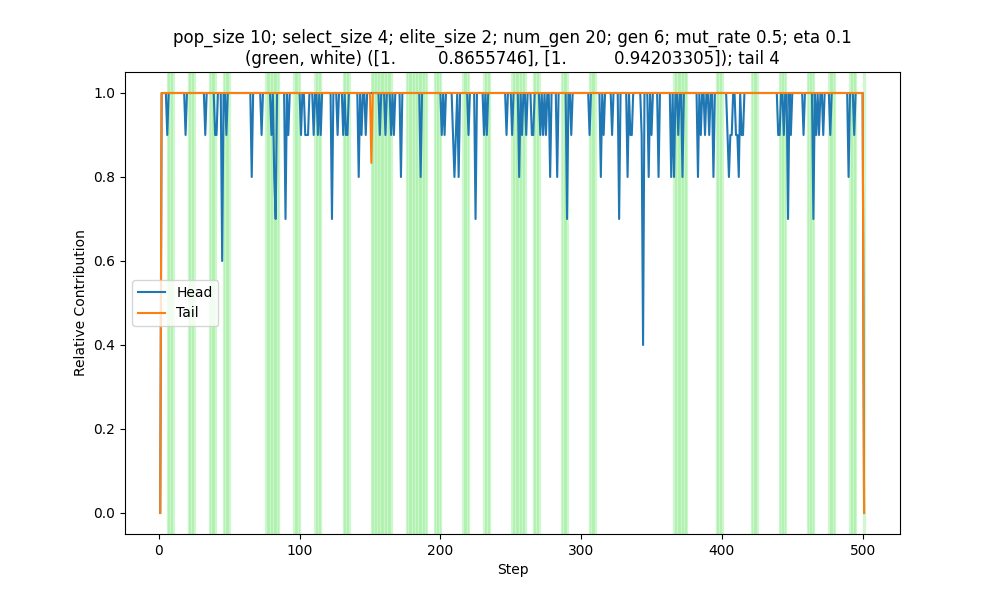 pop_size 10; select_size 4; elite_size 2; num_gen 20; gen 6; mut_rate 0.5; eta 0.1
(green, white) ([1.        0.8655746], [1.         0.94203305]); tail 4
1.0
0.8
0.6
0.4
0.2
0.0
Relative Contribution
Head
Tail
0
100
200
300
400
500
Step